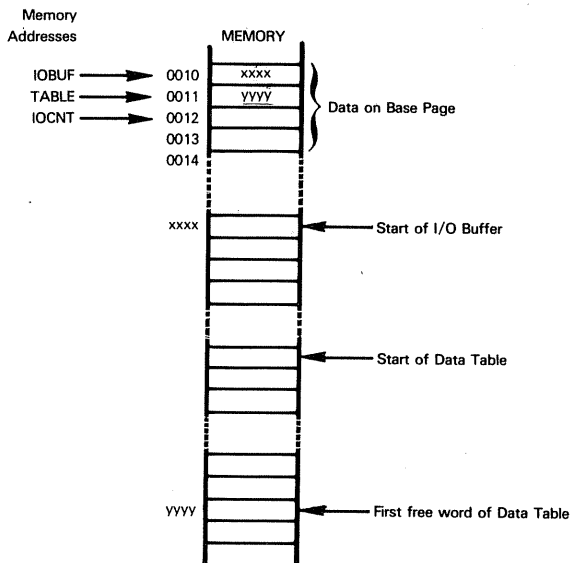 Memory
Addresses
MEMORY
IOBUF 0010 xxxx
TABLE 0011 yyyy
IOCNT 0012
Data on Base Page
0013
0014
xxxx Start of I/O Buffer
Start of Data Table
yyyy First free word of Data Table